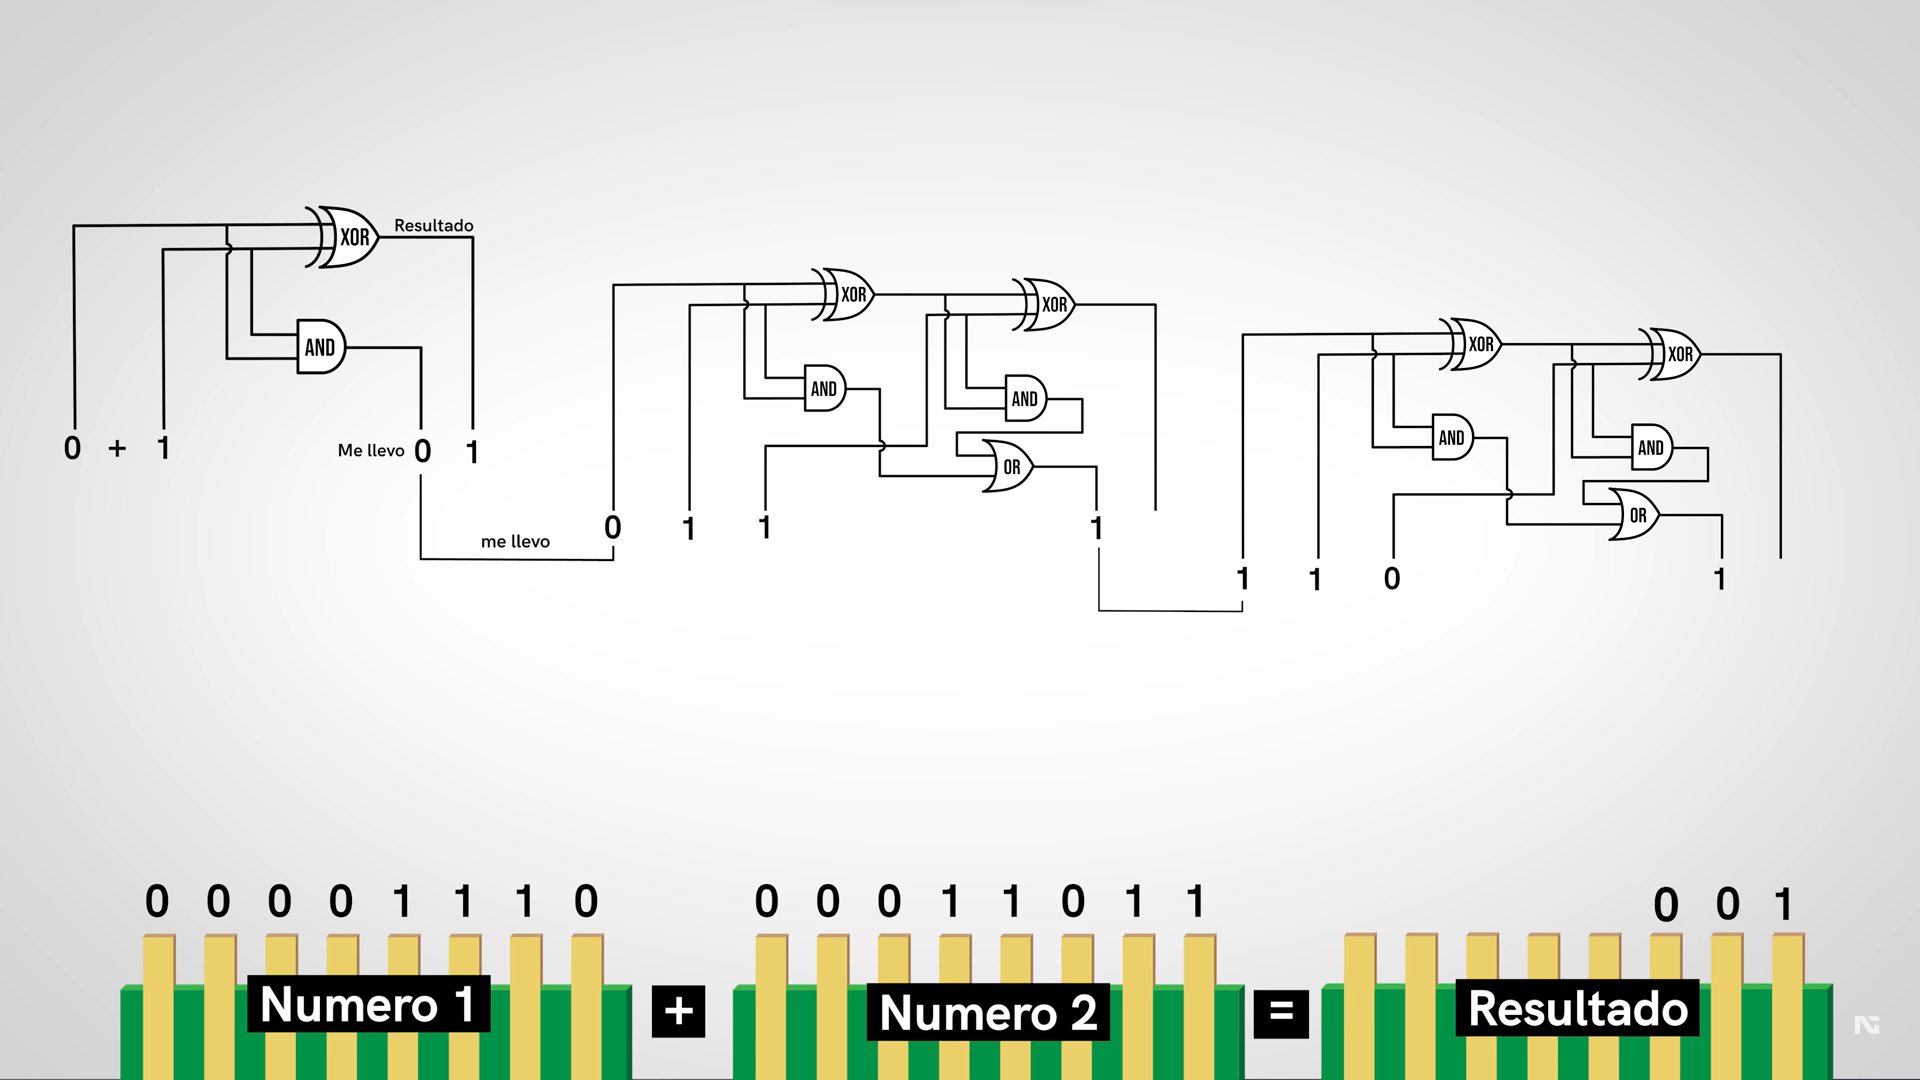 XOR
Resultado
AND
0 + 1
Me llevo 0 1
me llevo
XOR
XOR
AND
AND
OR
0 1 1
1
XOR
XOR
AND
AND
OR
1 1 0
1
0 0 0 0 1 1 1 0
Numero 1
+
0 0 0 1 1 0 1 1
Numero 2
=
0 0 1
Resultado